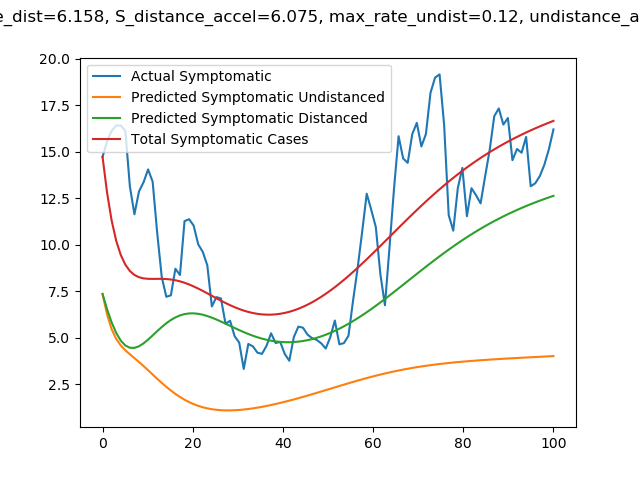 e_dist=6.158, S_distance_accel=6.075, max_rate_undist=0.12, undistance_a
Actual Symptomatic
Predicted Symptomatic Undistanced
Predicted Symptomatic Distanced
Total Symptomatic Cases
20.0
17.5
15.0
12.5
10.0
7.5
5.0
2.5
0 20 40 60 80 100